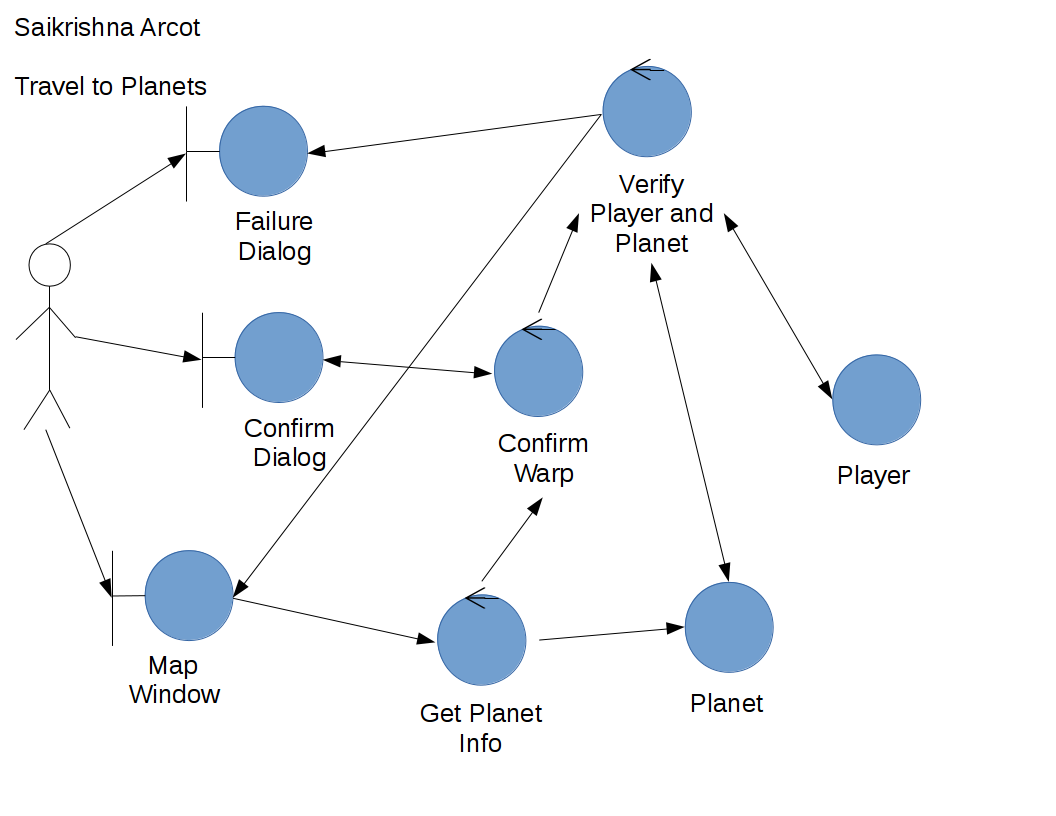 Saikrishna Arcot
Travel to Planets
Verify
Player and
Planet
Failure
Dialog
Confirm
Dialog
Confirm
Warp
Player
Map
Window
Get Planet
Info
Planet